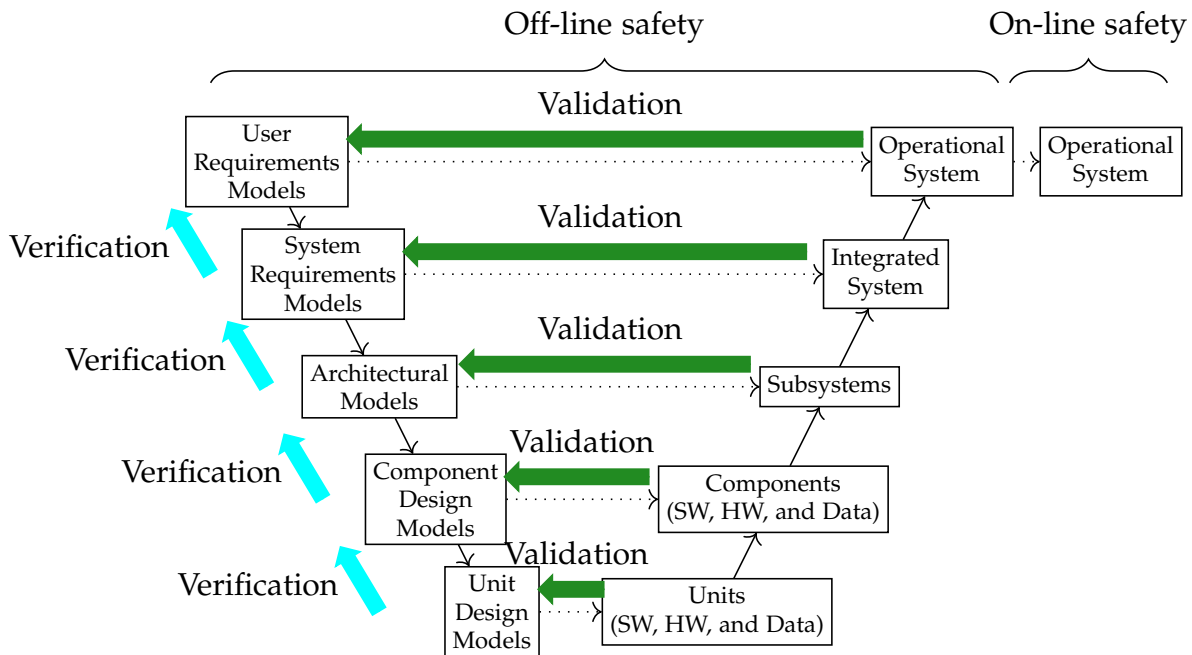 Off-line safety
On-line safety
Validation
User
Requirements
Models
Operational
System
Operational
System
Validation
Verification
System
Requirements
Models
Integrated
System
Validation
Verification
Architectural
Models
Subsystems
Validation
Verification
Component
Design
Models
Components
(SW, HW, and Data)
Validation
Verification
Unit
Design
Models
Units
(SW, HW, and Data)